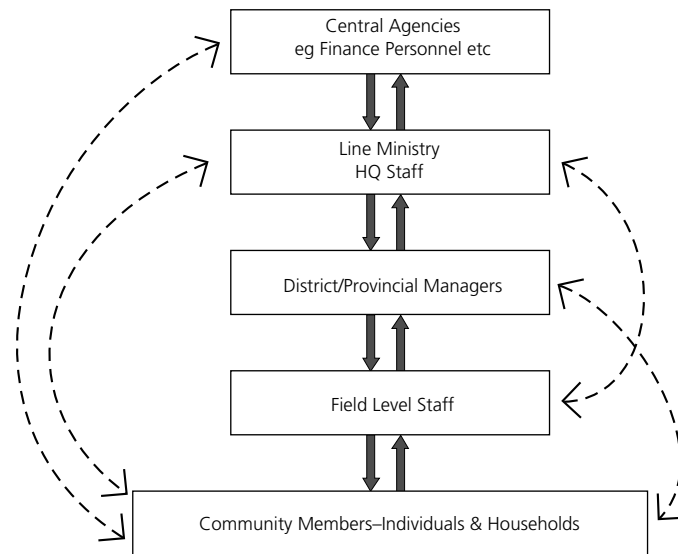 Central Agencies
eg Finance Personnel etc
Line Ministry
HQ Staff
District/Provincial Managers
Field Level Staff
Community Members–Individuals & Households